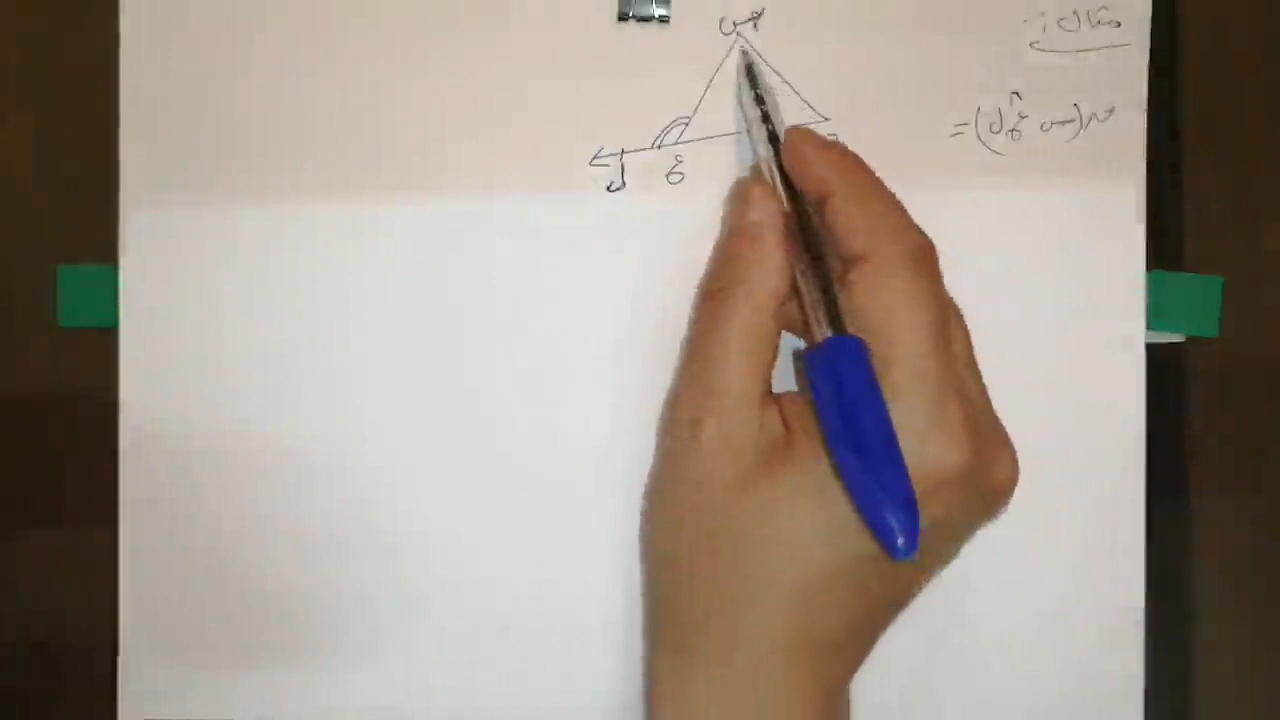 مثال :
ق(س ع^ ل) =
س
ع
ل